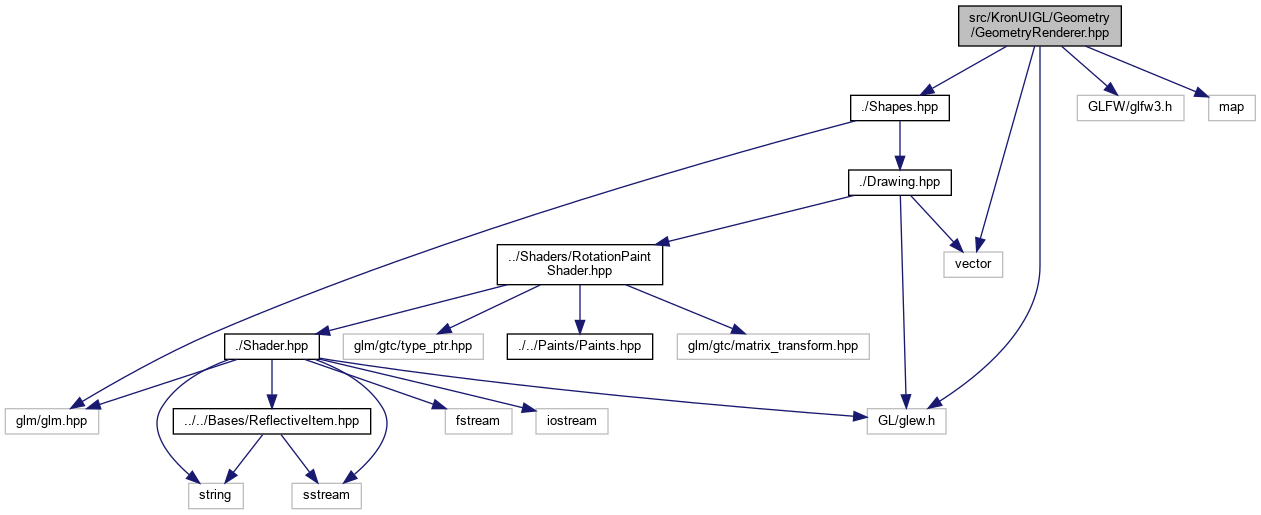 src/KronUIGL/Geometry
/GeometryRenderer.hpp
./Shapes.hpp
GLFW/glfw3.h
map
./Drawing.hpp
../Shaders/RotationPaint
Shader.hpp
vector
./Shader.hpp
glm/gtc/type_ptr.hpp
./../Paints/Paints.hpp
glm/gtc/matrix_transform.hpp
glm/glm.hpp
../../Bases/ReflectiveItem.hpp
fstream
iostream
GL/glew.h
string
sstream